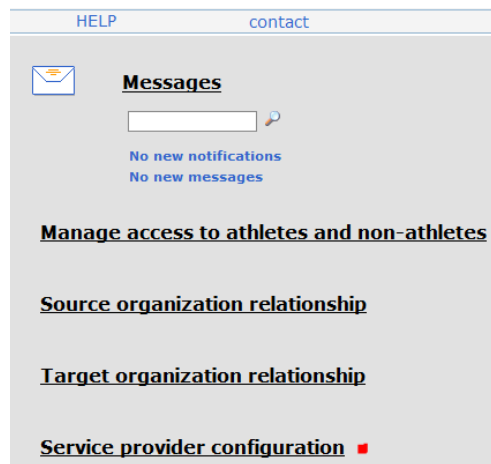 HELP contact
Messages
No new notifications
No new messages
Manage access to athletes and non-athletes
Source organization relationship
Target organization relationship
Service provider configuration